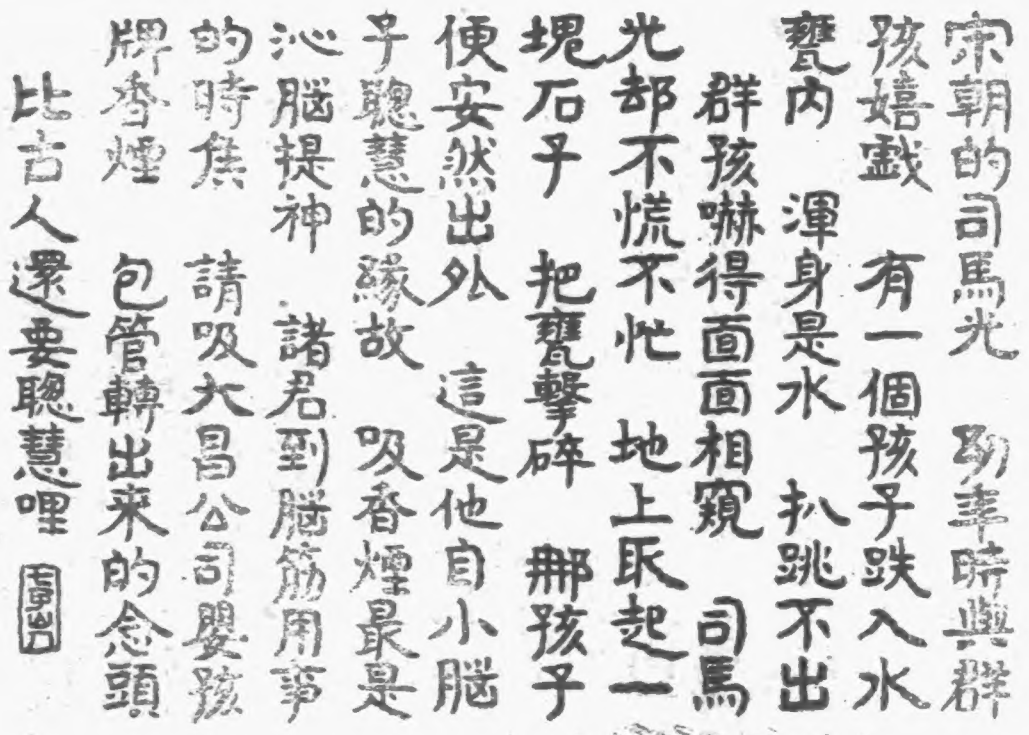 宋朝的司馬光 幼年時與群
孩嬉戲 有一個孩子跌入水
甕內 渾身是水 扒跳不出
群孩嚇得面面相窺 司馬
光却不慌不忙 地上取起一
塊石子 把甕擊碎 那孩子
便安然出外 這是他自小腦
子聰慧的緣故 吸香煙最是
沁腦提神 諸君到腦筋用事
的時焦 請吸大昌公司嬰孩
牌香煙 包管轉出來的念頭
比古人還要聰慧哩